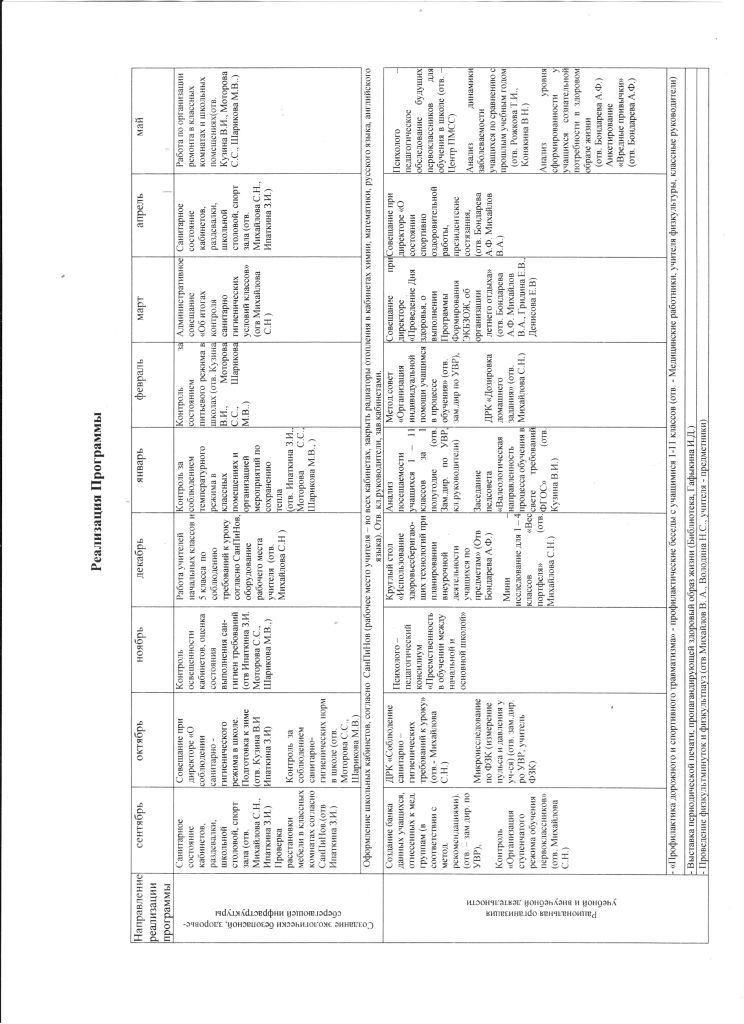 Реализация Программы
Направление
реализации
программы
сентябрь
октябрь
ноябрь
декабрь
январь
февраль
март
апрель
май
Создание экологически безопасной, здоровье-
сберегающей инфраструктуры
Санитарное
состояние
кабинетов,
раздевалки,
школьной
столовой, спорт
зала (отв.
Михайлова С.Н.,
Ипаткина З.И.)
Проверка
расстановки
мебели в классных
комнатах согласно
СанПиНов.(отв
Ипаткина З.И.)
Совещание при
директоре «О
соблюдении
санитарно -
гигиенического
режима в школе.
Подготовка к зиме
(отв. Кузина В.И
Ипаткина З.И.)
Контроль за
соблюдением
санитарно-
гигиенических норм
в школе (отв.
Моторова С.С.,
Шарикова М.В.)
Контроль
освещенности
кабинетов, оценка
состояния
выполнения сан-
гигиен требований
(отв Ипаткина З.И.
Моторова С.С.,
Шарикова М.В.,)
Работа учителей
начальных классов и
5 класса по
соблюдению
требований к уроку
согласно СанПиНов,
оборудование
рабочего места
учителя (отв.
Михайлова С.Н )
Контроль за
соблюдением
температурного
режима в
классных
помещениях и
организацией
мероприятий по
сохранению
тепла
(отв. Ипаткина З.И.,
Моторова С.С.,
Шарикова М.В., )
Контроль за
состоянием
питьевого режима в
школах (отв. Кузина
В.И., Моторова
С.С., Шарикова
М.В.,)
Административное
совещание
«Об итогах
контроля
санитарно
гигиенических
условий классов»
(отв Михайлова
С.Н )
Санитарное
состояние
кабинетов,
раздевалки,
школьной
столовой, спорт
зала (отв.
Михайлова С.Н.,
Ипаткина З.И.)
Работа по организации
ремонта в классных
комнатах и школьных
помещениях(отв.
Кузина В.И., Моторова
С.С., Шарикова М.В.,)
Оформление школьных кабинетов, согласно СанПиНов (рабочее место учителя – во всех кабинетах, закрыть радиаторы отопления в кабинетах химии, математики, русского языка, английского
языка). Отв. кл.руководители, зав.кабинетами.
Рациональная организация
учебной и внеучебной деятельности
Создание банка
данных учащихся,
отнесенных к мед.
группам (в
соответствии с
метод.
рекомендациями).
(отв. – зам дир. по
УВР),
Контроль
«Организация
ступенчатого
режима обучения
первоклассников»
(отв. Михайлова
С.Н.)
ДРК «Соблюдение
санитарно –
гигиенических
требований к уроку»
(отв.- Михайлова
С.Н.)
Микроисследование
по ФЗК (измерение
пульса и давления у
уч-ся) (отв. зам.дир.
ро УВР, учитель
ФЗК)
Психолого –
педагогический
консилиум
«Преемственность
в обучении между
начальной и
основной школой»
Круглый стол
«Использование
здоровьесберегаю-
щих технологий при
планировании
внеурочной
деятельности
учащихся по
предметам» (Отв
Бондарева А.Ф.)
Мини –
исследование для 1 – 4
классов «Вес
портфеля» (отв.
Михайлова С.Н.)
Анализ
посещаемости
учащихся 1 – 11
классов за 1
полугодие (отв.
Зам.дир. по УВР,
кл.руководители)
Заседание
педсовета
«Валеологическая
направленность
процесса обучения в
свете требований
ФГОС» (отв.
Кузина В.И.)
Метод.совет
«Организация
индивидуальной
помощи учащимся
в процессе
обучения» (отв.
зам.дир по УВР),
ДРК «Дозировка
домашнего
задания» (отв.
Михайлова С.Н.)
Совещание при
директоре
«Проведение Дня
здоровья, о
выполнении
Программы
Формирования
ЭКБЗОЖ, об
организации
летнего отдыха»
(отв. Бондарева
А.Ф. Михайлов
В.А., Гридина Е.В.
Денисова Е.В)
Совещание при
директоре «О
состоянии
спортивно
оздоровительной
работы,
президентские
состязания,
(отв. Бондарева
А.Ф. Михайлов
В.А.)
Психолого –
педагогическое
обследование будущих
первоклассников для
обучения в школе (отв. –
Центр ПМСС)
Анализ динамики
заболеваемости
учащихся по сравнению с
прошлым учебным годом
(отв. Рожкова Т.И.,
Конякина В Н.)
Анализ уровня
сформированности у
учащихся сознательной
потребности в здоровом
образе жизни
(отв. Бондарева А.Ф.)
Анкетирование
«Вредные привычки»
(отв. Бондарева А.Ф.)
- «Профилактика дорожного и спортивного травматизма» - профилактические беседы с учащимися 1-11 классов (отв. - Медицинские работники, учителя физкультуры, классные руководители)
- Выставка периодической печати, пропагандирующей здоровый образ жизни (Библиотека, Гафыкина И.Д.)
- Проведение физкультминуток и физкультпауз (отв Михайлов В. А., Володина Н.С., учителя - предметники)